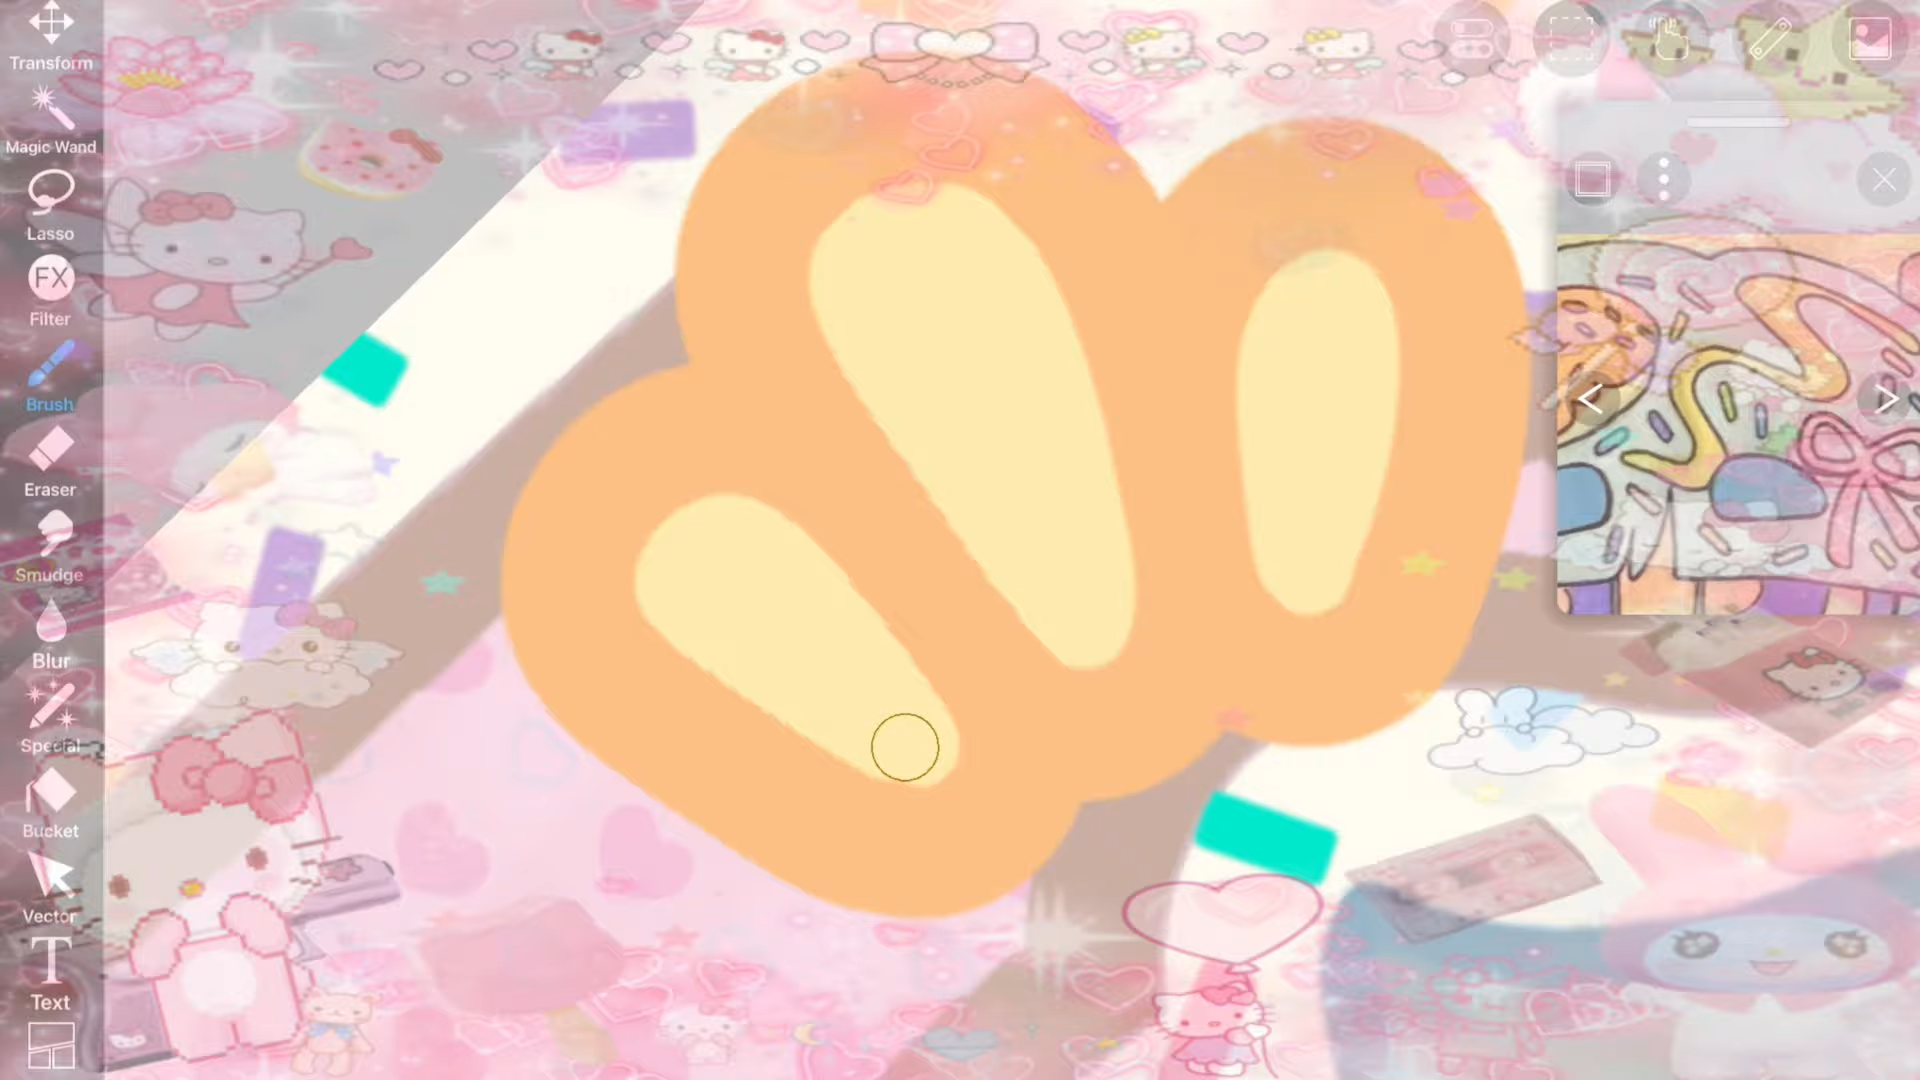 Transform
Magic Wand
Lasso
FX
Filter
Brush
Eraser
Smudge
Blur
Special
Bucket
Vector
T
Text